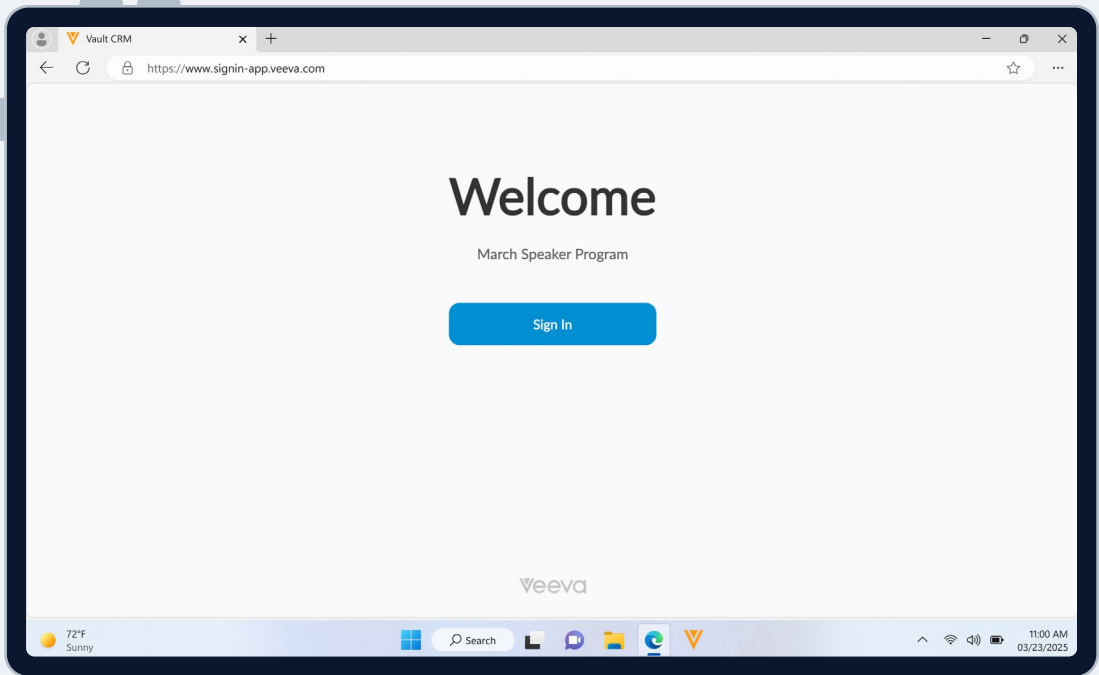 Vault CRM
https://www.signin-app.veeva.com
Welcome
March Speaker Program
Sign In
Veeva
72°F
Sunny
Search
11:00 AM
03/23/2025